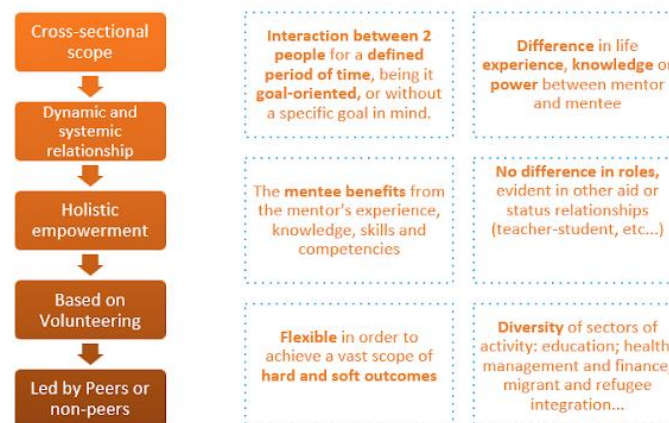 Cross-sectional
scope
Dynamic and
systemic
relationship
Holistic
empowerment
Based on
Volunteering
Led by Peers or
non-peers
Interaction between 2
people for a defined
period of time, being it
goal-oriented, or without
a specific goal in mind.
Difference in life
experience, knowledge or
power between mentor
and mentee
The mentee benefits from
the mentor's experience,
knowledge, skills and
competencies
No difference in roles,
evident in other aid or
status relationships
(teacher-student, etc...)
Flexible in order to
achieve a vast scope of
hard and soft outcomes
Diversity of sectors of
activity: education; health
management and finance,
migrant and refugee
integration...